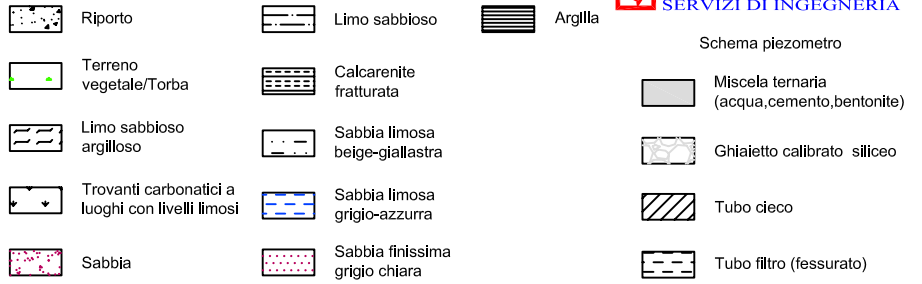 SERVIZI DI INGEGNERIA
Riporto
Limo sabbioso
Argilla
Schema piezometro
Terreno
vegetale/Torba
Calcarenite
fratturata
Miscela ternaria
(acqua,cemento,bentonite)
Limo sabbioso
argilloso
Sabbia limosa
beige-giallastra
Ghiaietto calibrato siliceo
Trovanti carbonatici a
luoghi con livelli limosi
Sabbia limosa
grigio-azzurra
Tubo cieco
Sabbia
Sabbia finissima
grigio chiara
Tubo filtro (fessurato)